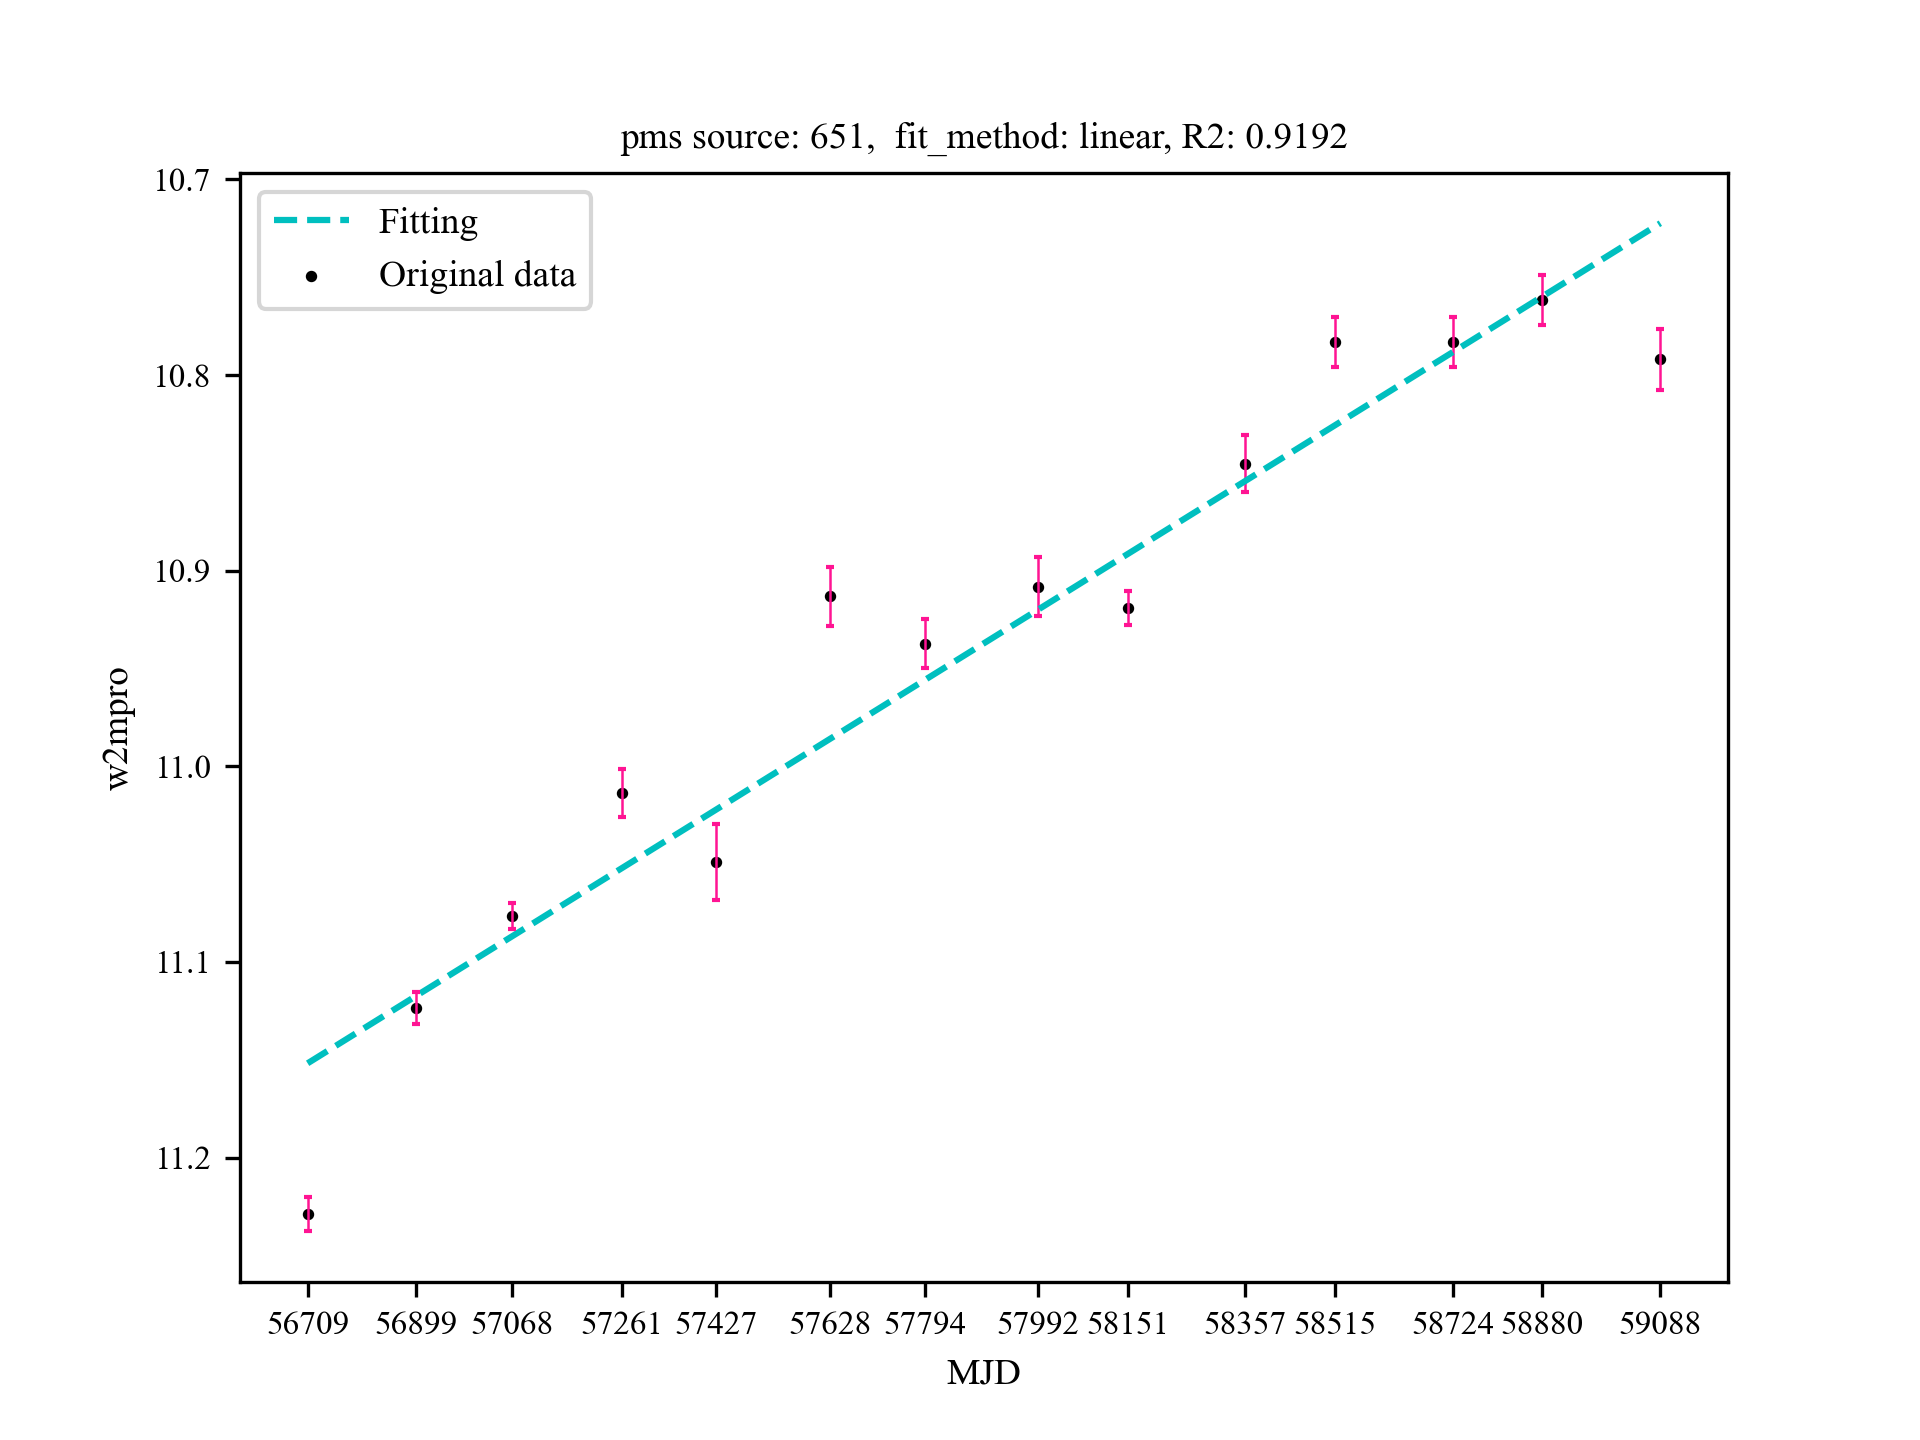 pms source: 651,  fit_method: linear, R2: 0.9192
Fitting
Original data
10.7
10.8
10.9
11.0
11.1
11.2
w2mpro
56709 56899 57068 57261 57427 57628 57794 57992 58151 58357 58515 58724 58880 59088
MJD